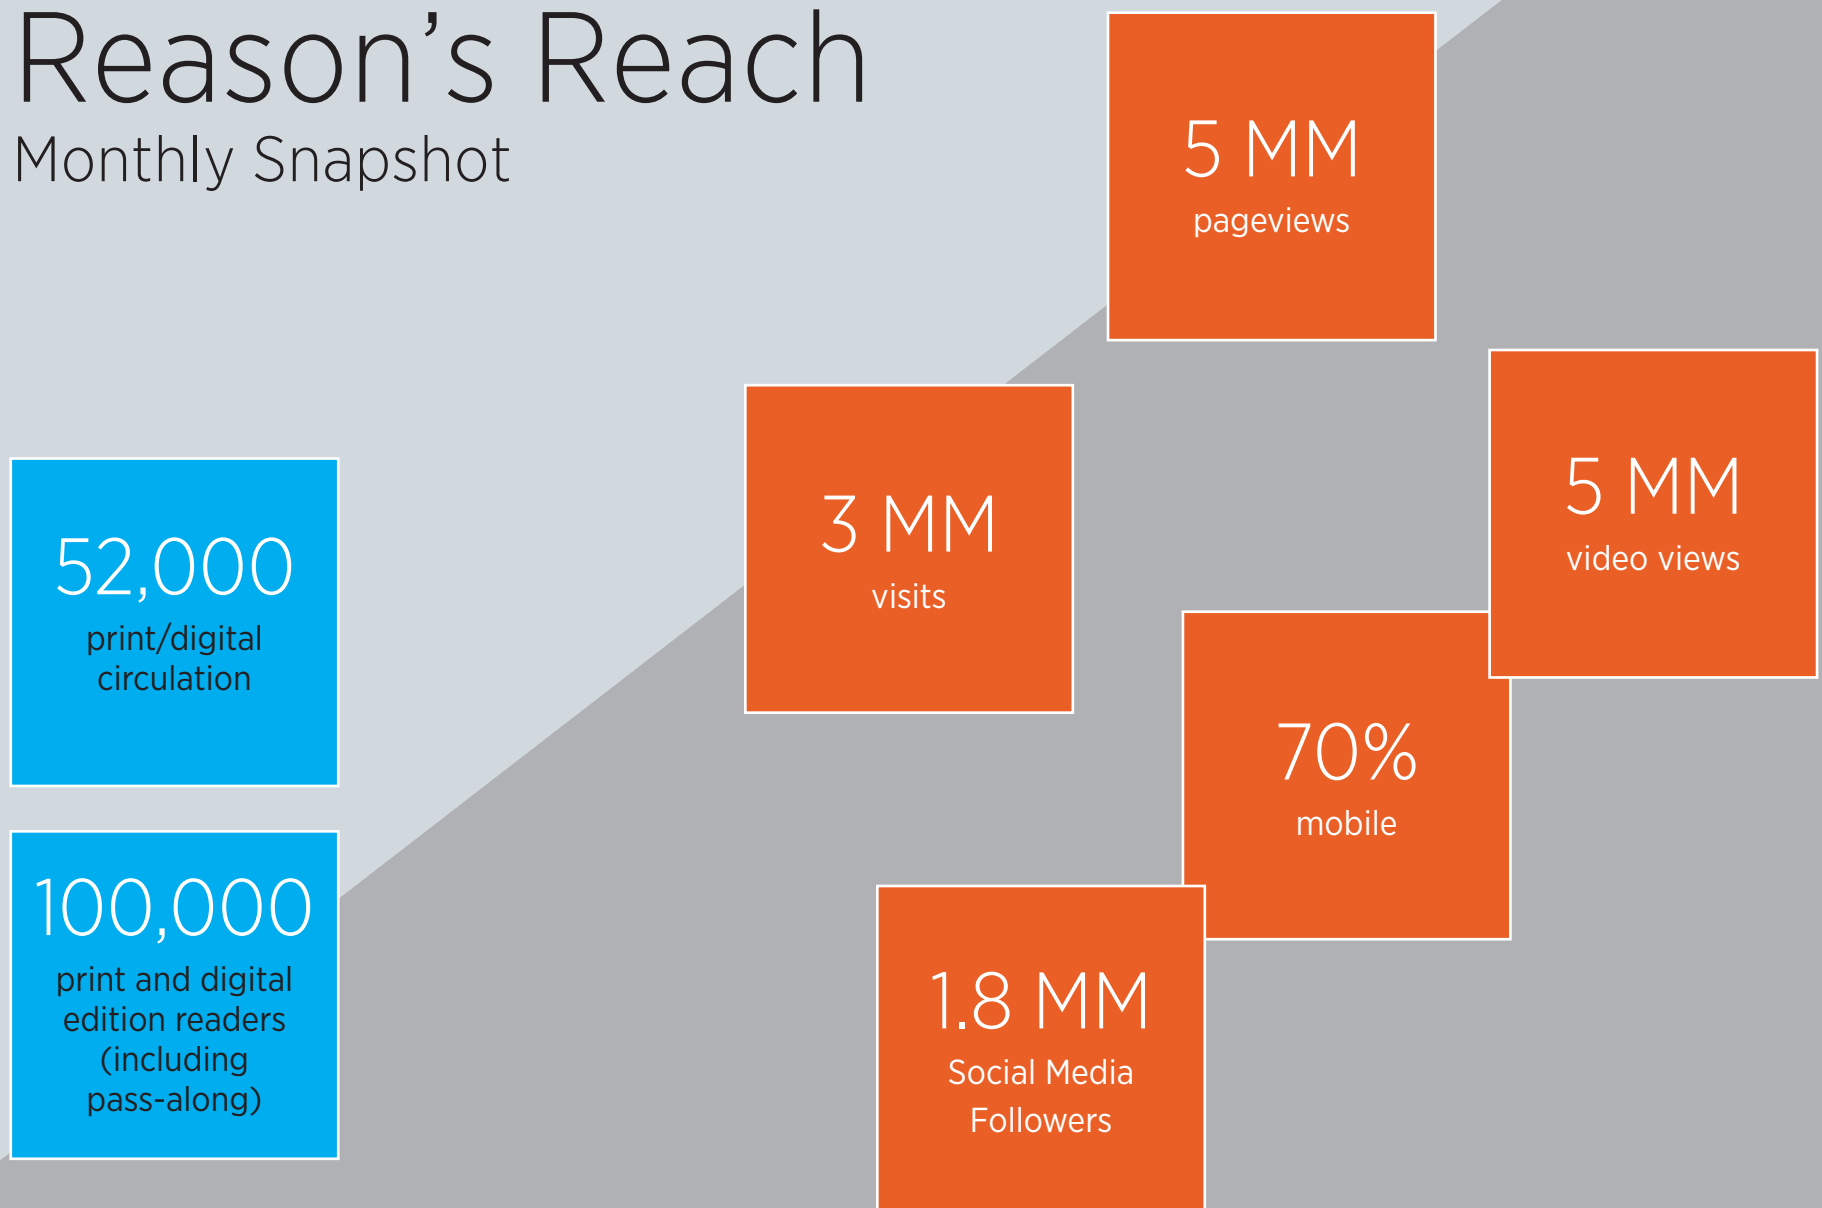 Reason’s Reach
Monthly Snapshot
5 MM
pageviews
5 MM
video views
3 MM
visits
52,000
print/digital
circulation
70%
mobile
100,000
print and digital
edition readers
(including
pass-along)
1.8 MM
Social Media
Followers